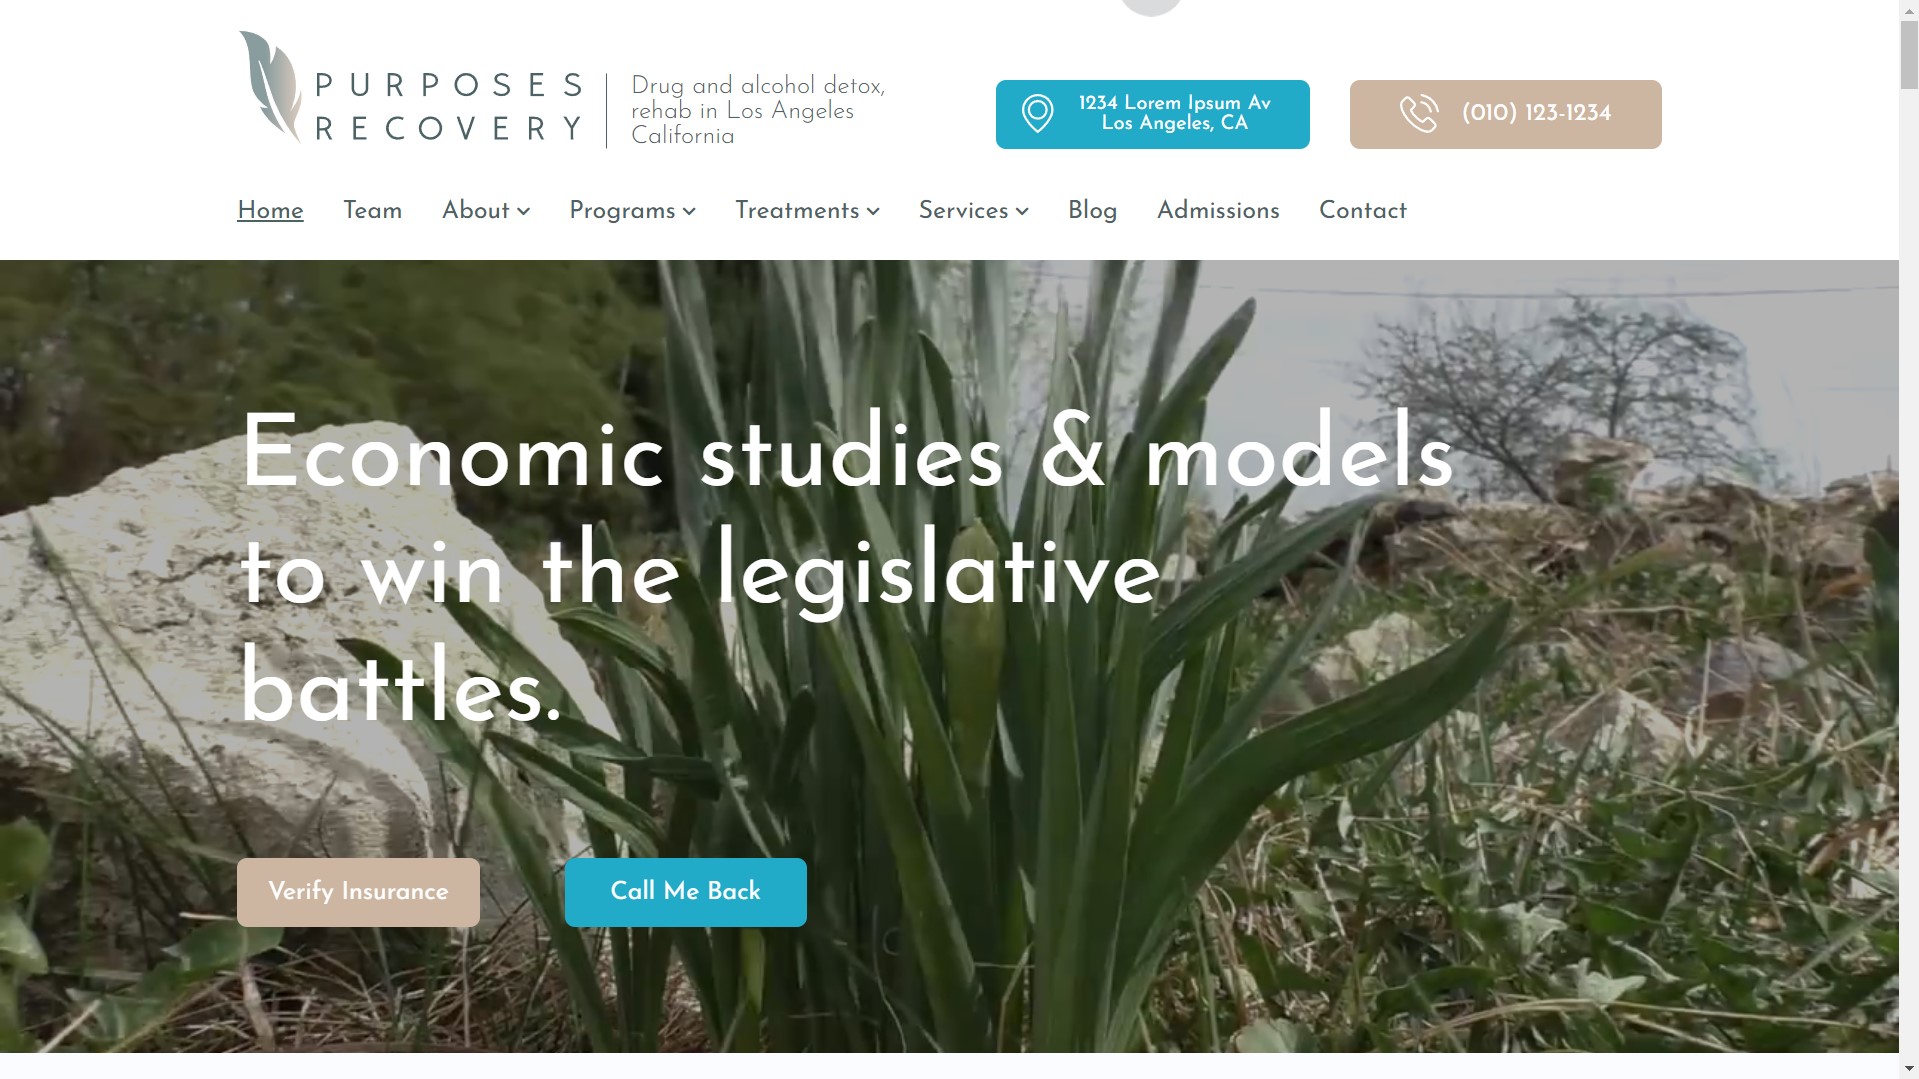 PURPOSES
RECOVERY
Drug and alcohol detox,
rehab in Los Angeles
California
1234 Lorem Ipsum Av
Los Angeles, CA
(010) 123-1234
Home Team About Programs Treatments Services Blog Admissions Contact
Economic studies & models
to win the legislative
battles.
Verify Insurance Call Me Back